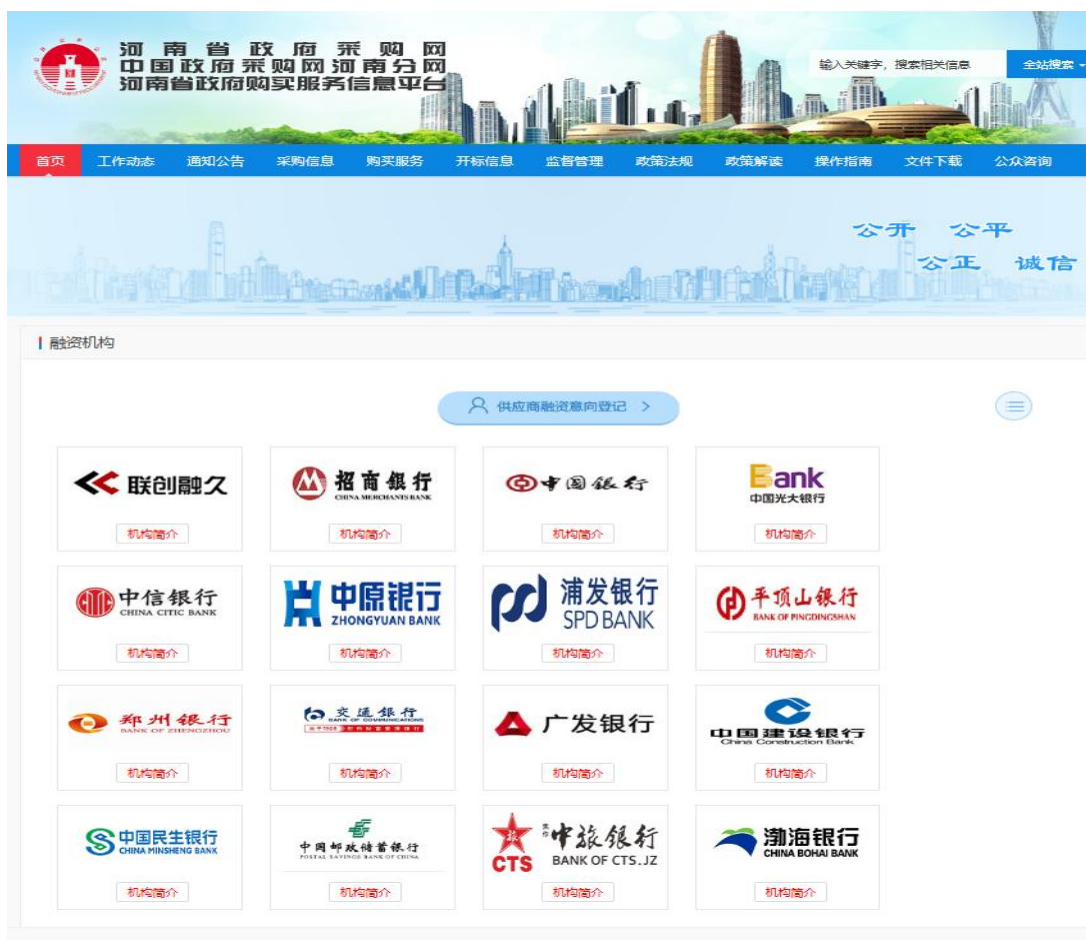 河南省政府采购网
中国政府采购网河南分网
河南省政府购买服务信息平台
输入关键字，搜索相关信息 全站搜索
首页 工作动态 通知公告 采购信息 购买服务 开标信息 监督管理 政策法规 政策解读 操作指南 文件下载 公众咨询
公开 公平
公正 诚信
融资机构
供应商融资意向登记 >
联创融久
机构简介
招商银行
CHINA MERCHANTS BANK
机构简介
中国银行
机构简介
Bank
中国光大银行
机构简介
中信银行
CHINA CITIC BANK
机构简介
中原银行
ZHONGYUAN BANK
机构简介
浦发银行
SPD BANK
机构简介
平顶山银行
BANK OF PINGDINGSHAN
机构简介
郑州银行
BANK OF ZHENGZHOU
机构简介
交通银行
BANK OF COMMUNICATIONS
机构简介
广发银行
机构简介
中国建设银行
China Construction Bank
机构简介
中国民生银行
CHINA MINSHENG BANK
机构简介
中国邮政储蓄银行
POSTAL SAVINGS BANK OF CHINA
机构简介
旅
CTS
焦作中旅银行
BANK OF CTS.JZ
机构简介
渤海银行
CHINA BOHAI BANK
机构简介